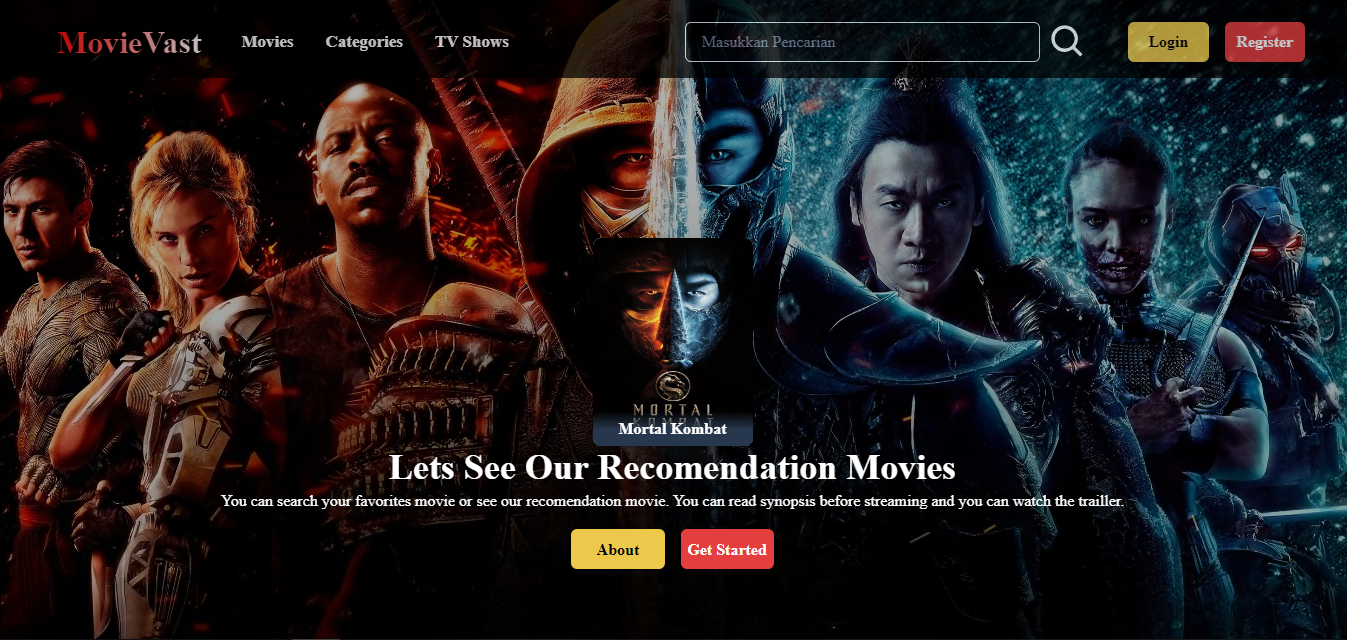 MovieVast
Movies
Categories
TV Shows
Masukkan Pencarian
Login
Register
MORTAL
KOMBAT
Mortal Kombat
Lets See Our Recomendation Movies
You can search your favorites movie or see our recomendation movie. You can read synopsis before streaming and you can watch the trailler.
About
Get Started